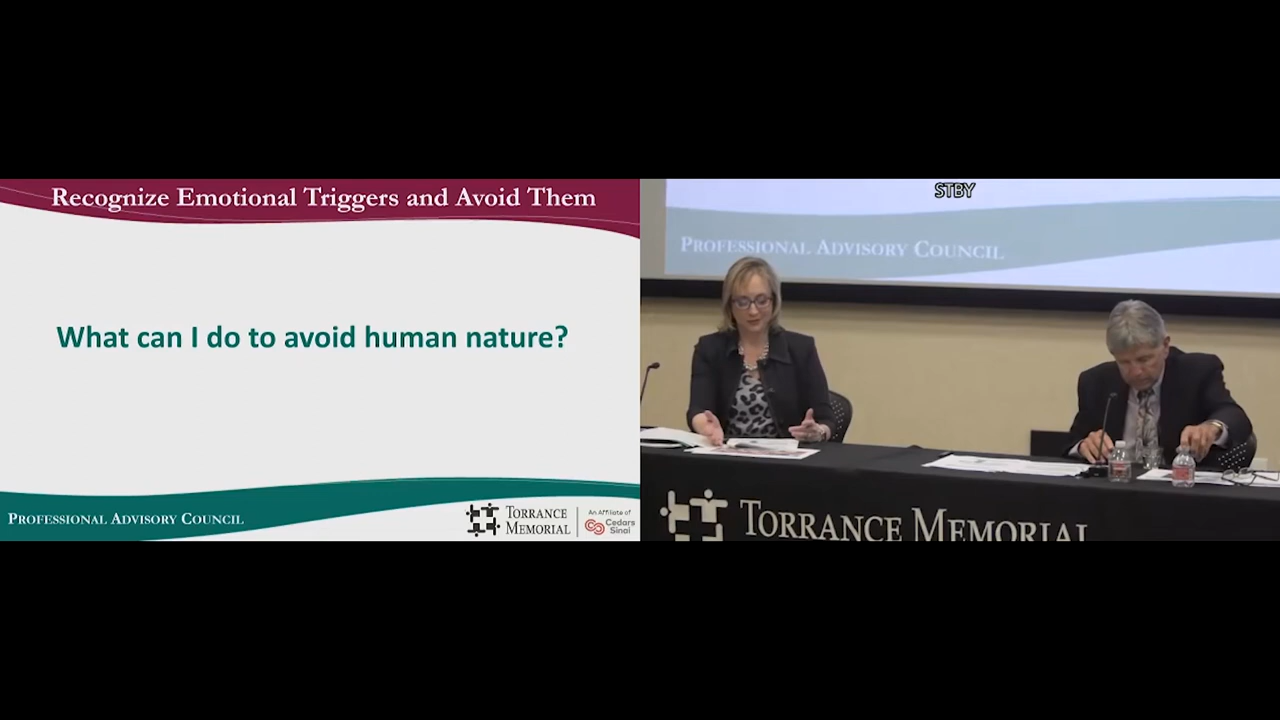 Recognize Emotional Triggers and Avoid Them
What can I do to avoid human nature?
PROFESSIONAL ADVISORY COUNCIL
TORRANCE
MEMORIAL
An Affiliate of
Cedars
Sinai
STBY
PROFESSIONAL ADVISORY COUNCIL
TORRANCE MEMORIAL